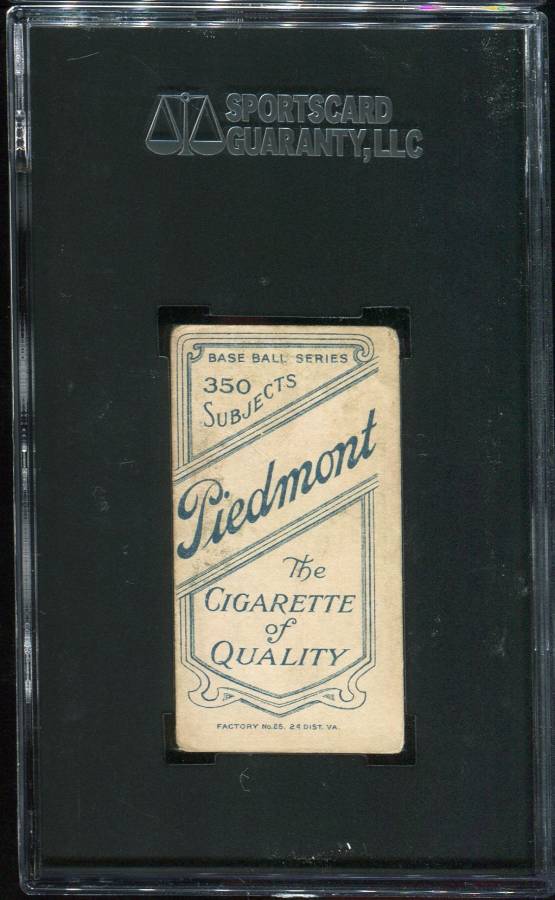 SPORTSCARD
GUARANTY, LLC
BASE BALL SERIES
350
SUBJECTS
Piedmont
The
CIGARETTE
of
QUALITY
FACTORY No. 25. 2d DIST. VA.